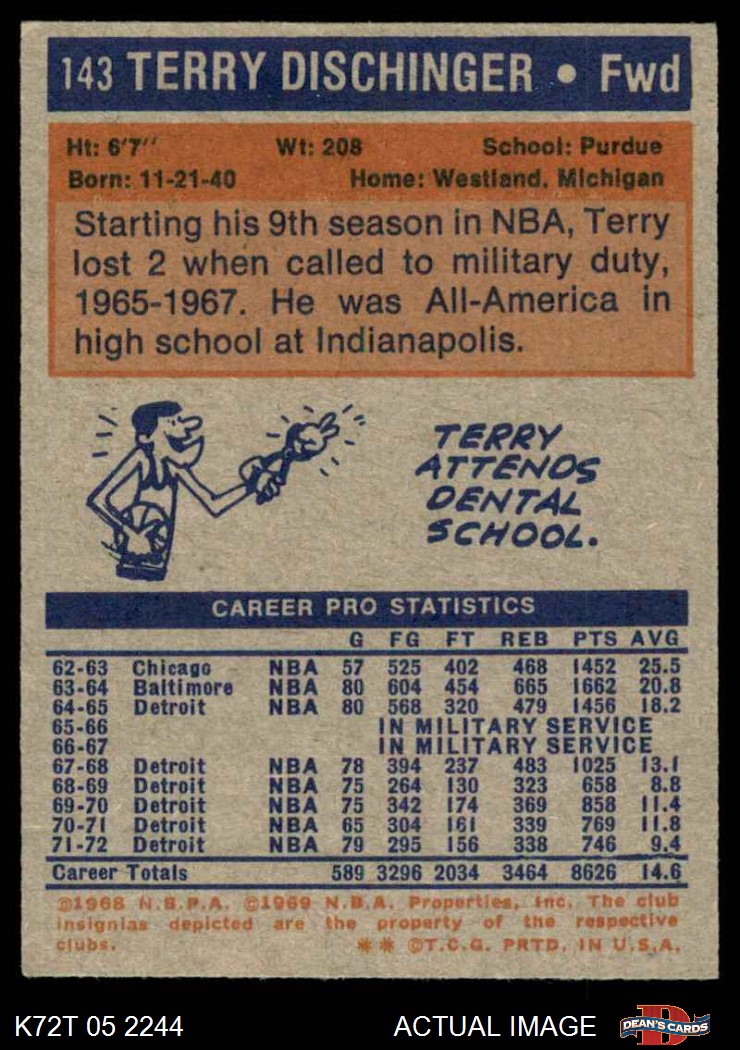 143 TERRY DISCHINGER • Fwd
Ht: 6'7'' Wt: 208 School: Purdue
Born: 11-21-40 Home: Westland, Michigan
Starting his 9th season in NBA, Terry
lost 2 when called to military duty,
1965-1967. He was All-America in
high school at Indianapolis.
TERRY
ATTENDS
DENTAL
SCHOOL.
CAREER PRO STATISTICS
G FG FT REB PTS AVG
62-63 Chicago NBA 57 525 402 468 1452 25.5
63-64 Baltimore NBA 80 604 454 665 1662 20.8
64-65 Detroit NBA 80 568 320 479 1456 18.2
65-66 IN MILITARY SERVICE
66-67 IN MILITARY SERVICE
67-68 Detroit NBA 78 394 237 483 1025 13.1
68-69 Detroit NBA 75 264 130 323 658 8.8
69-70 Detroit NBA 75 342 174 369 858 11.4
70-71 Detroit NBA 65 304 161 339 769 11.8
71-72 Detroit NBA 79 295 156 338 746 9.4
Career Totals 589 3296 2034 3464 8626 14.6
©1968 N.B.P.A. ©1969 N.B.A. Properties, Inc. The club
insignias depicted are the property of the respective
clubs. ** ©T.C.G. PRTD. IN U.S.A.
K72T 05 2244 ACTUAL IMAGE D DEAN'S CARDS